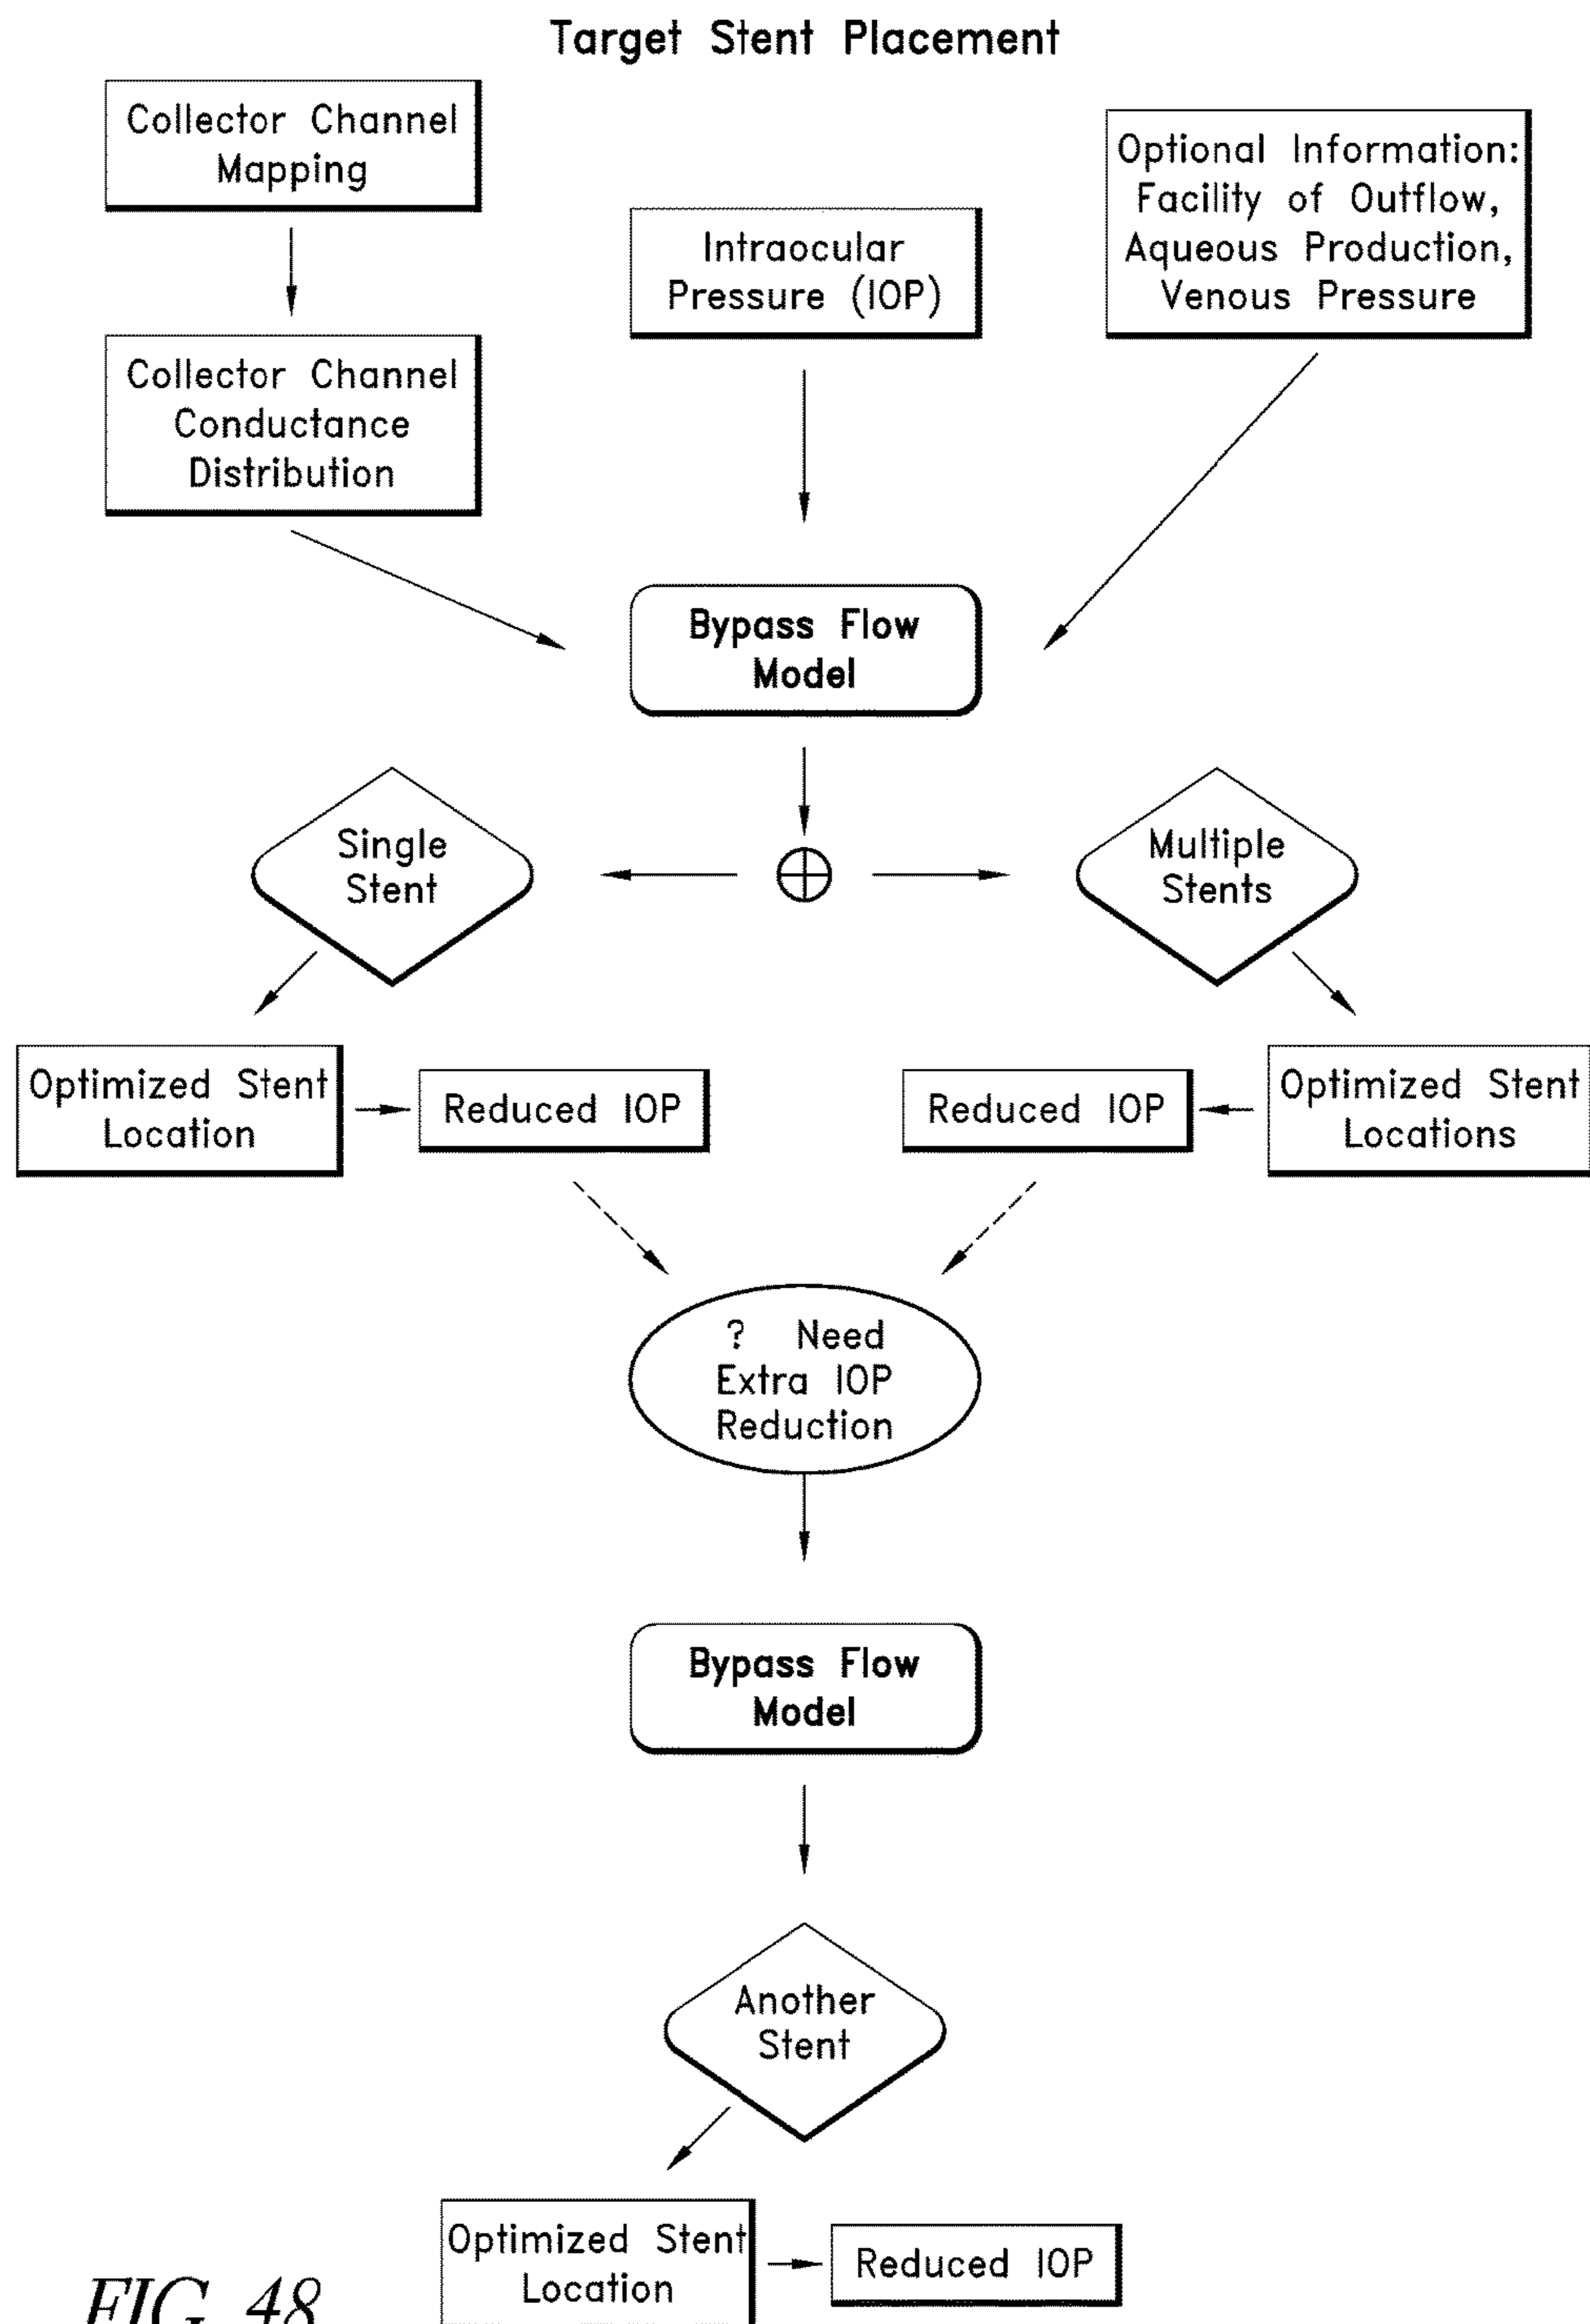 Target Stent Placement
Collector Channel
Mapping
Optional Information:
Facility of Outflow,
Aqueous Production,
Venous Pressure
Intraocular
Pressure (IOP)
Collector Channel
Conductance
Distribution
Bypass Flow
Model
Single
Stent
Multiple
Stents
Optimized Stent
Location
Reduced IOP
Reduced IOP
Optimized Stent
Locations
? Need
Extra IOP
Reduction
Bypass Flow
Model
Another
Stent
Optimized Stent
Location
Reduced IOP
FIG. 48